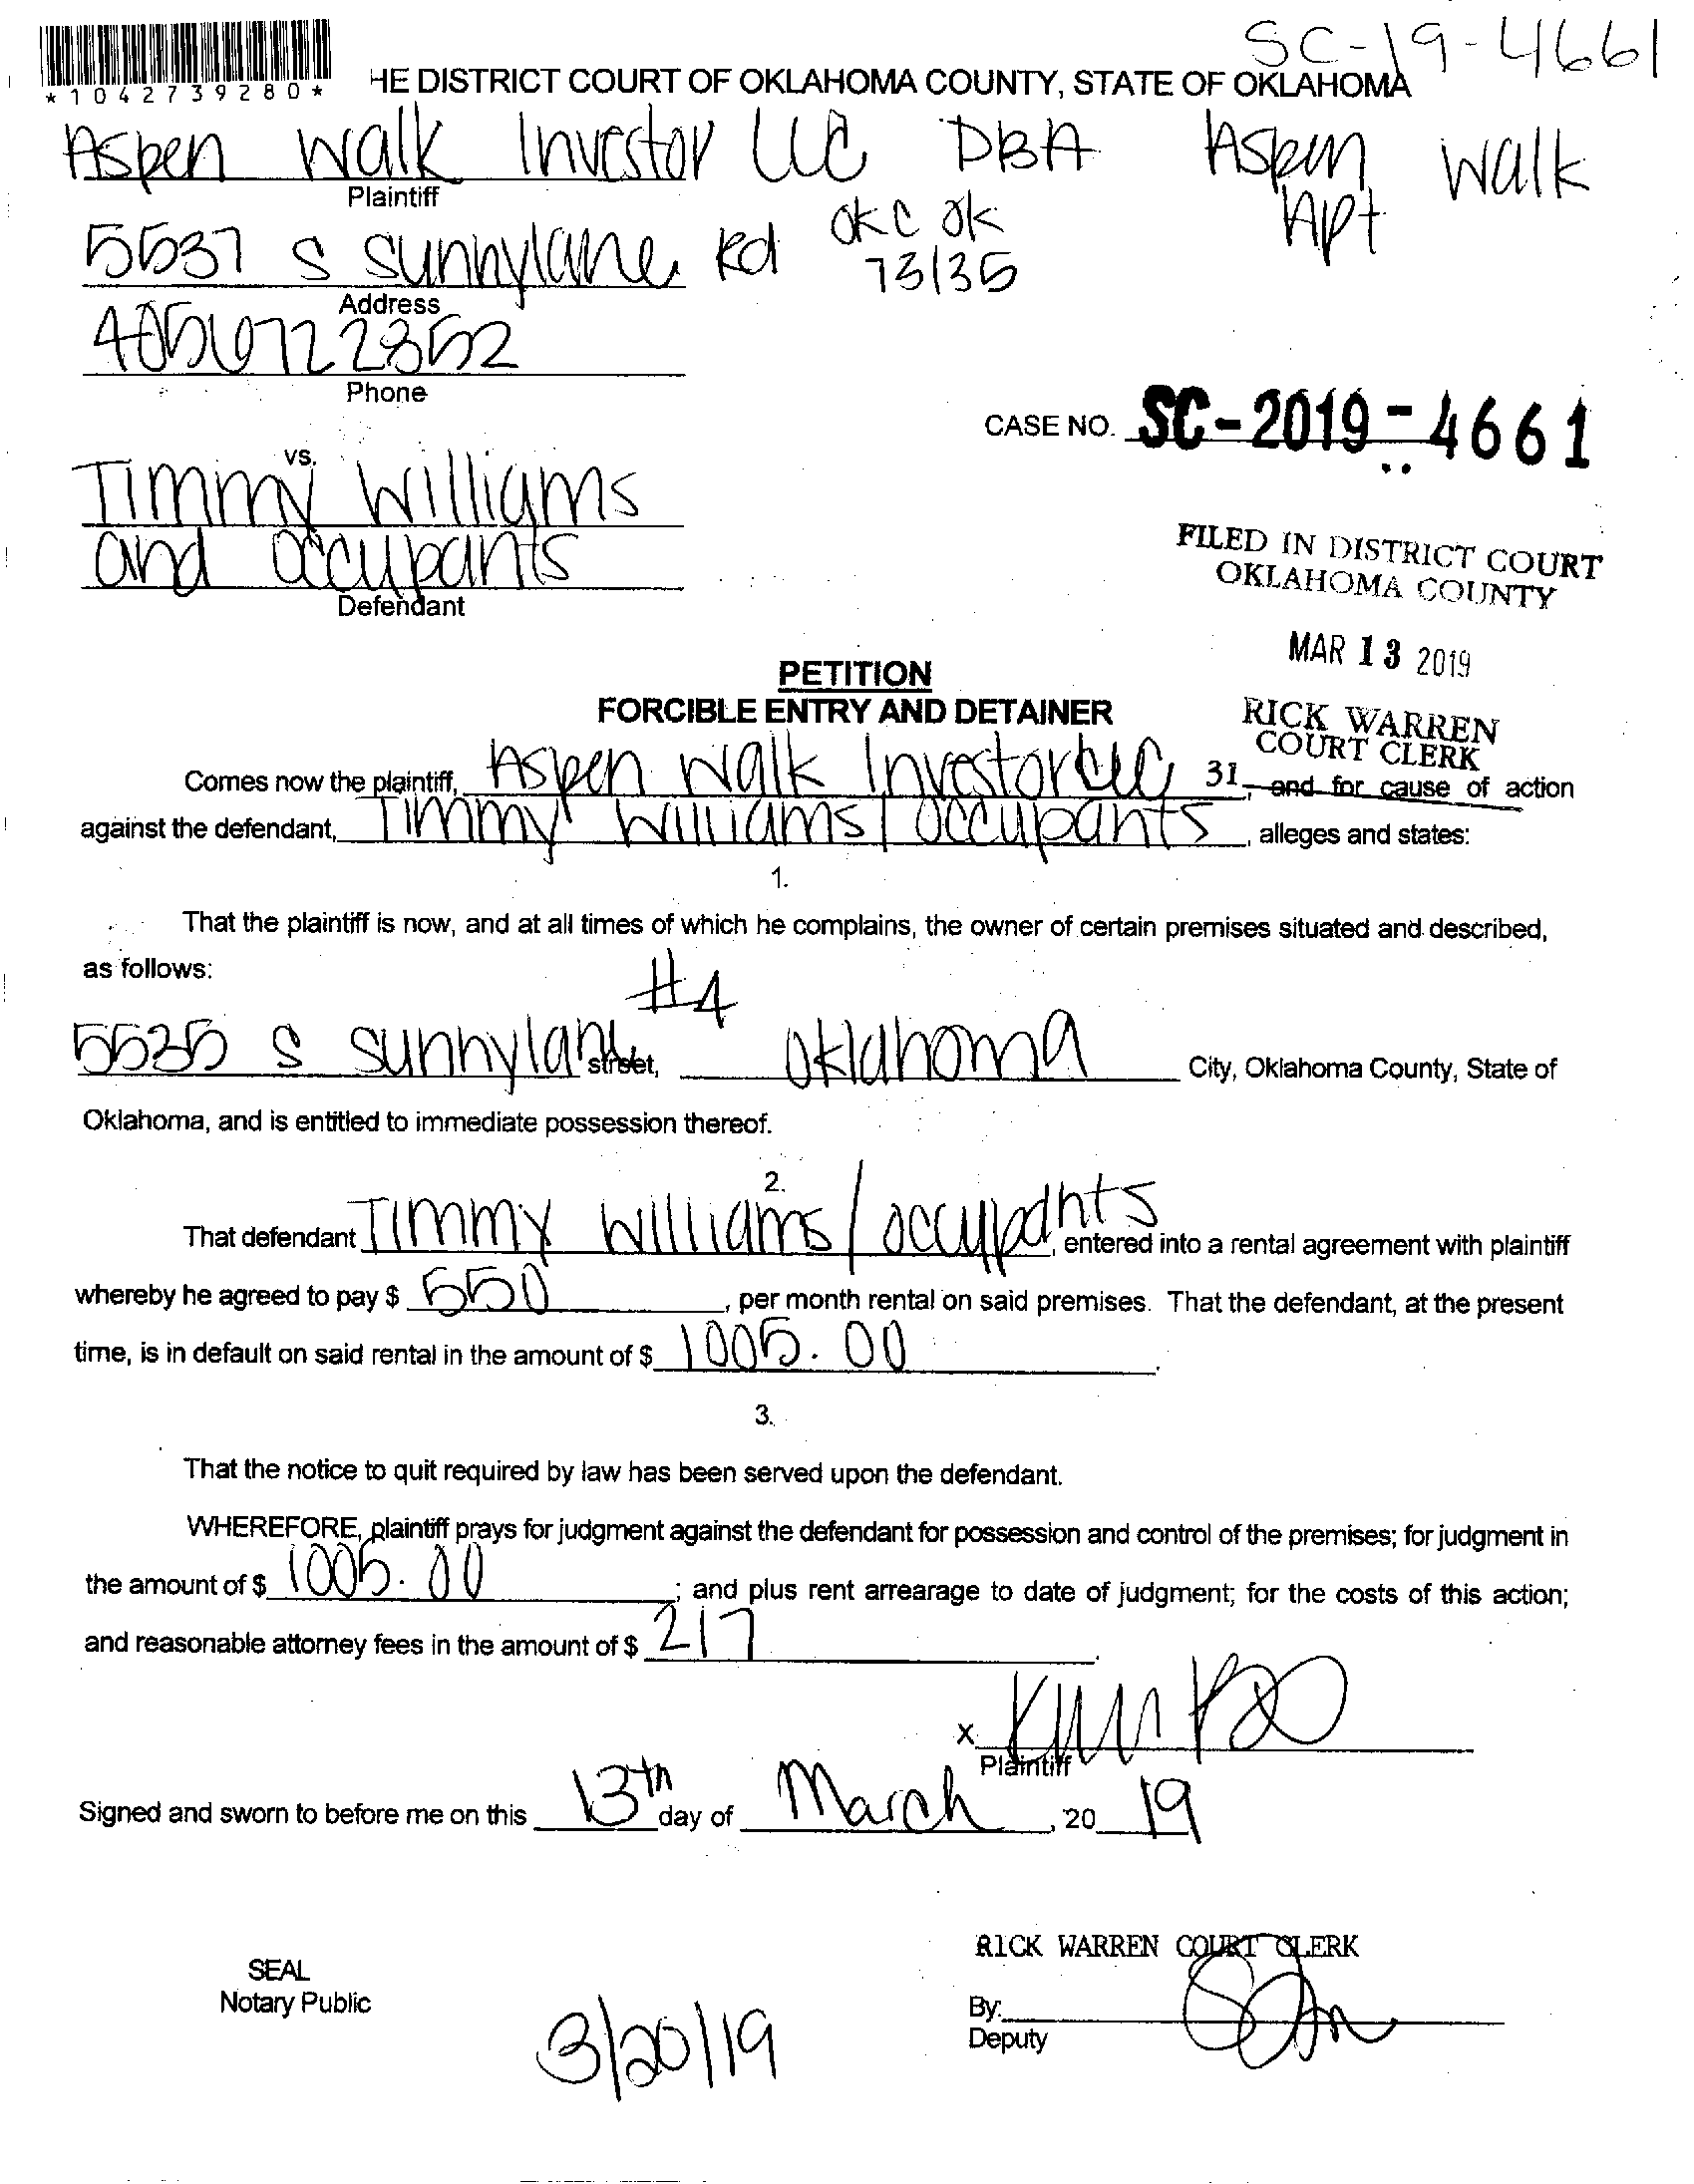 SC-19-4661
*1042739280*
HE DISTRICT COURT OF OKLAHOMA COUNTY, STATE OF OKLAHOMA
Aspen Walk Investor LLC DBA Aspen Walk
Apt
Plaintiff
5537 S Sunnylane Rd OKC OK
73135
Address
4056722852
Phone
CASE NO. SC-2019-4661
vs.
Timmy Williams
and occupants
Defendant
FILED IN DISTRICT COURT
OKLAHOMA COUNTY
MAR 13 2019
PETITION
FORCIBLE ENTRY AND DETAINER
RICK WARREN
COURT CLERK
Comes now the plaintiff, Aspen Walk Investor LLC 31 , and for cause of action
against the defendant, Timmy Williams / occupants , alleges and states:
1.
That the plaintiff is now, and at all times of which he complains, the owner of certain premises situated and described,
as follows:
#4
5535 S Sunnylane street, Oklahoma City, Oklahoma County, State of
Oklahoma, and is entitled to immediate possession thereof.
2.
That defendant Timmy Williams / occupants , entered into a rental agreement with plaintiff
whereby he agreed to pay $ 550 , per month rental on said premises. That the defendant, at the present
time, is in default on said rental in the amount of $ 1005.00 .
3.
That the notice to quit required by law has been served upon the defendant.
WHEREFORE, plaintiff prays for judgment against the defendant for possession and control of the premises; for judgment in
the amount of $ 1005.00 ; and plus rent arrearage to date of judgment; for the costs of this action;
and reasonable attorney fees in the amount of $ 217 .
X
Plaintiff
Signed and sworn to before me on this 13th day of March , 20 19
RICK WARREN COURT CLERK
SEAL
Notary Public
By:
Deputy
3/20/19